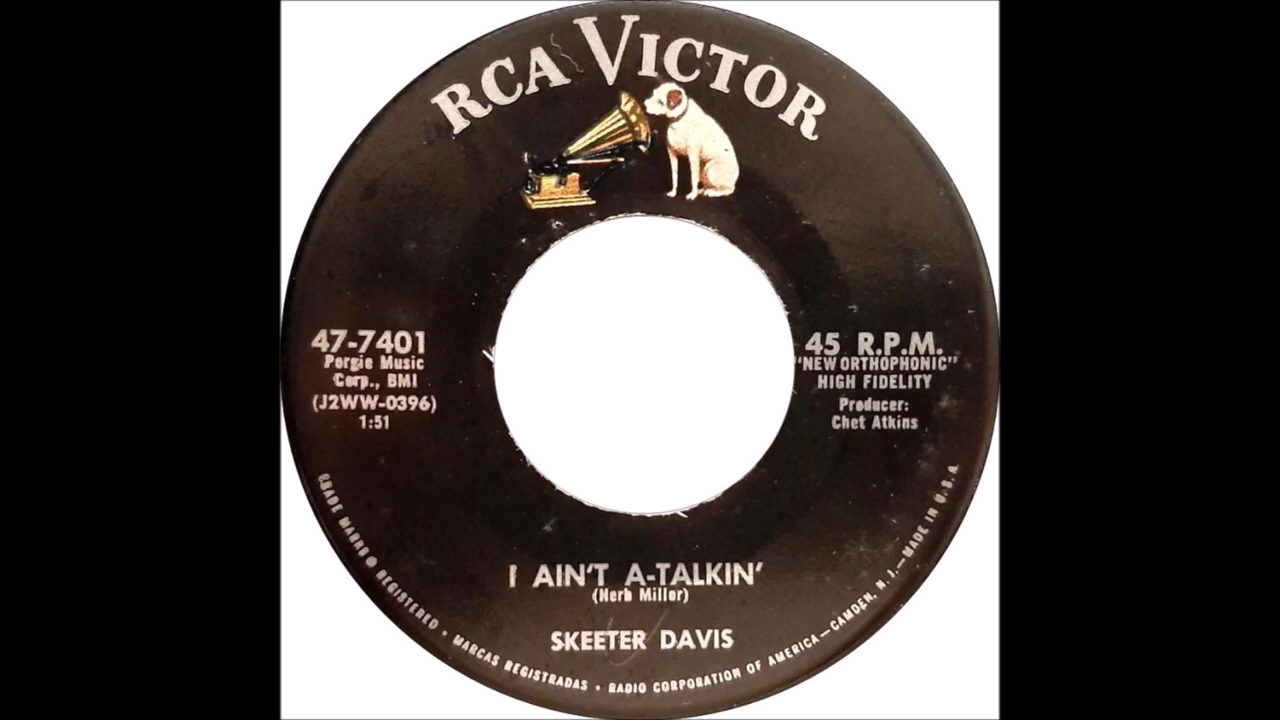 RCA VICTOR
47-7401
Porgie Music
Corp., BMI
(J2WW-0396)
1:51
45 R.P.M.
"NEW ORTHOPHONIC"
HIGH FIDELITY
Producer:
Chet Atkins
I AIN'T A-TALKIN'
(Herb Miller)
SKEETER DAVIS
TRADE MARKS ® REGISTERED • MARCAS REGISTRADAS • RADIO CORPORATION OF AMERICA—CAMDEN, N. J.—MADE IN U.S.A.